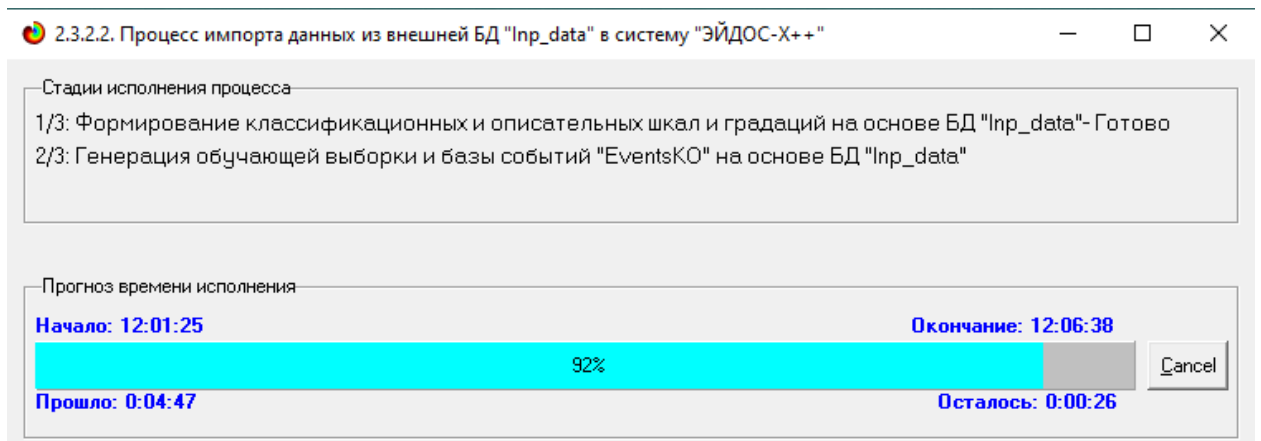 2.3.2.2. Процесс импорта данных из внешней БД "Inp_data" в систему "ЭЙДОС-X++"
Стадии исполнения процесса
1/3: Формирование классификационных и описательных шкал и градаций на основе БД "Inp_data"- Готово
2/3: Генерация обучающей выборки и базы событий "EventsKO" на основе БД "Inp_data"
Прогноз времени исполнения
Начало: 12:01:25 Окончание: 12:06:38
92% Cancel
Прошло: 0:04:47 Осталось: 0:00:26